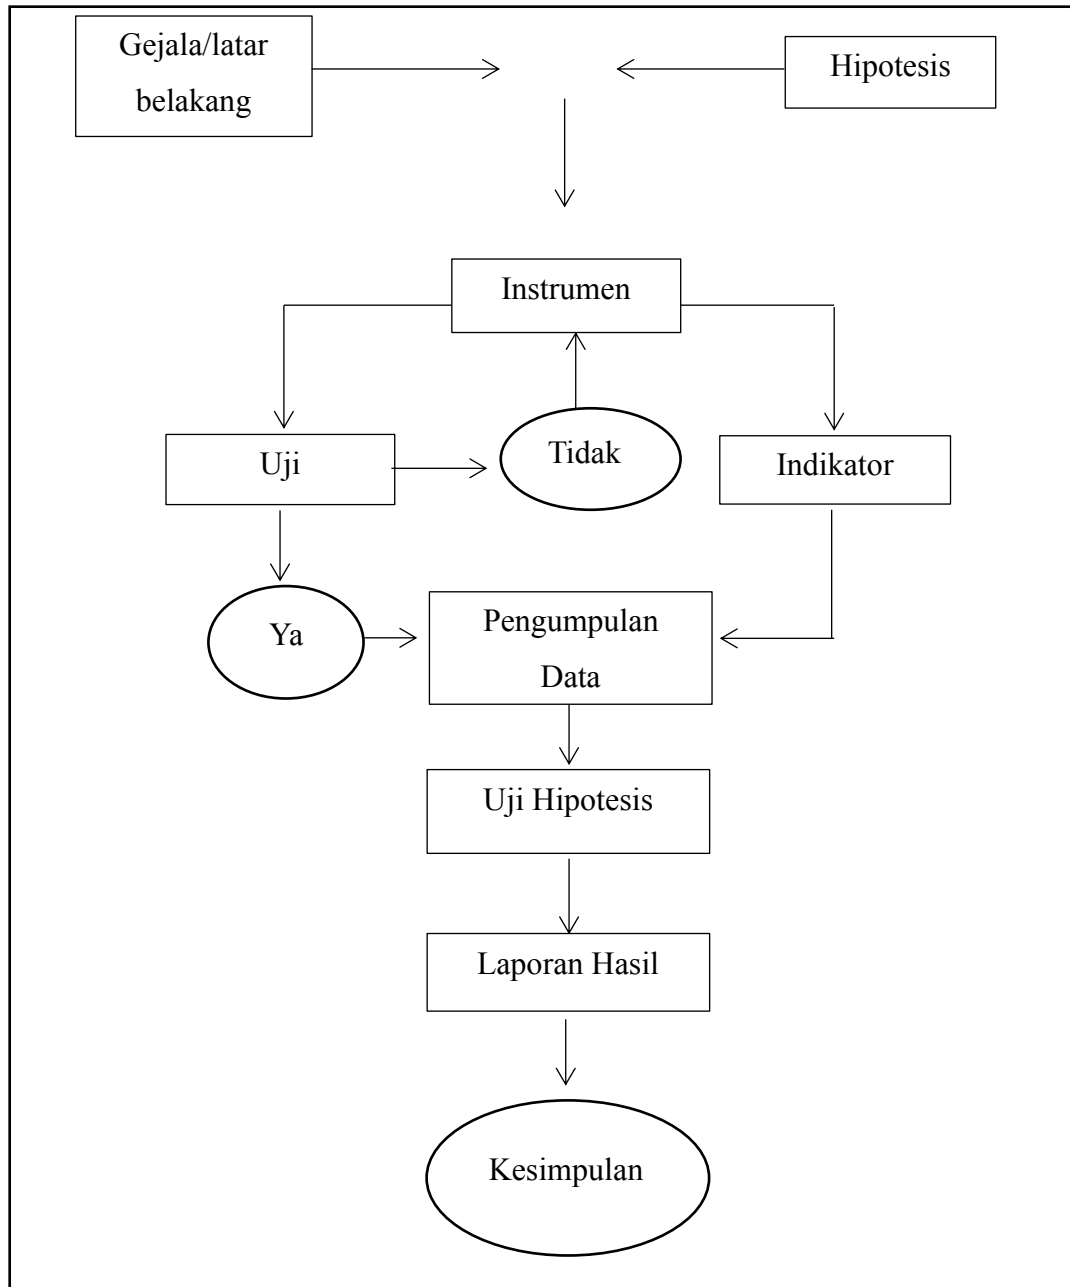 Gejala/latar
belakang
Hipotesis
Instrumen
Uji
Tidak
Indikator
Ya
Pengumpulan
Data
Uji Hipotesis
Laporan Hasil
Kesimpulan